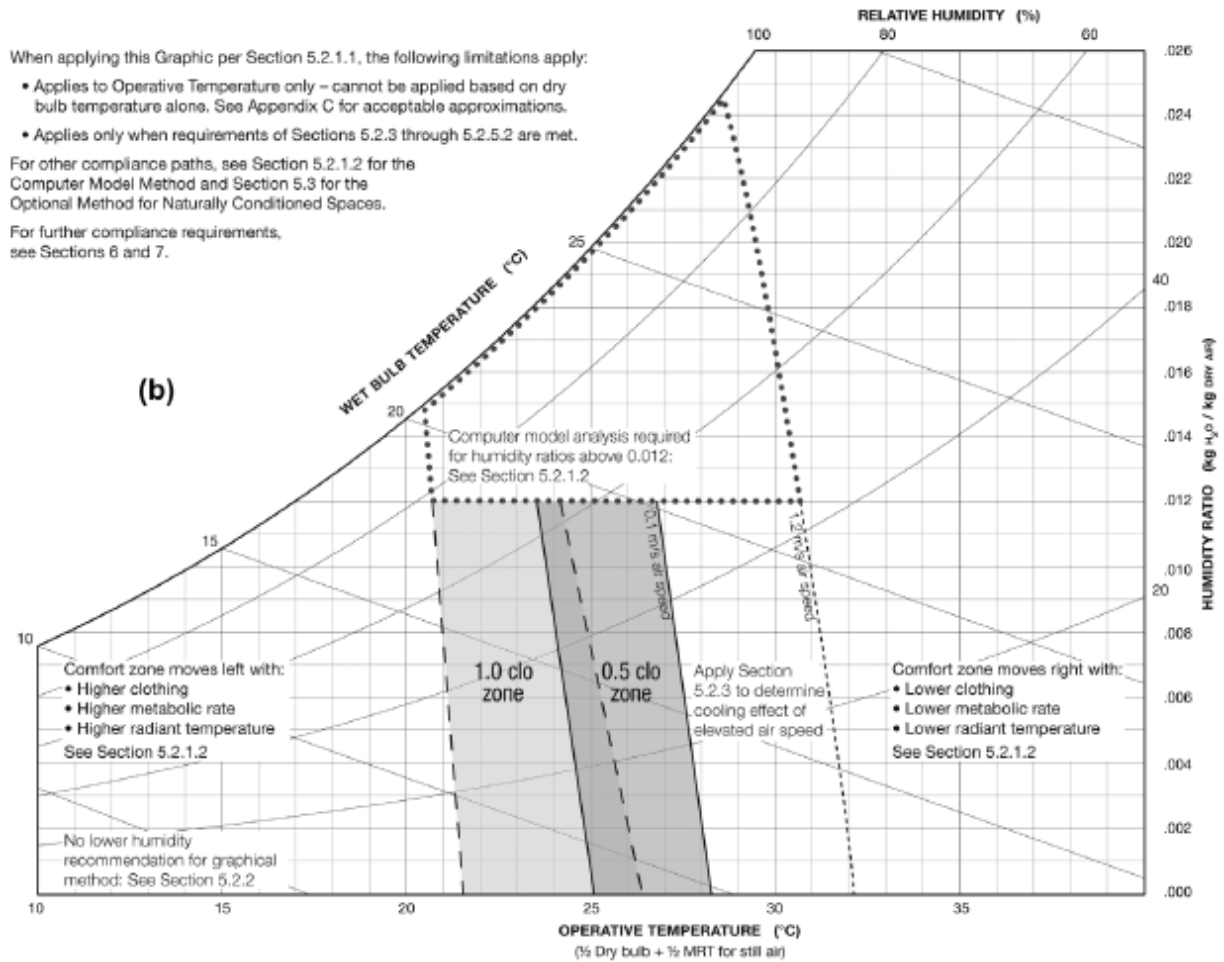 RELATIVE HUMIDITY (%)
100
80
60
When applying this Graphic per Section 5.2.1.1, the following limitations apply:
• Applies to Operative Temperature only – cannot be applied based on dry
bulb temperature alone. See Appendix C for acceptable approximations.
• Applies only when requirements of Sections 5.2.3 through 5.2.5.2 are met.
For other compliance paths, see Section 5.2.1.2 for the
Computer Model Method and Section 5.3 for the
Optional Method for Naturally Conditioned Spaces.
For further compliance requirements,
see Sections 6 and 7.
.026
.024
.022
.020
.018
.016
.014
.012
.010
.008
.006
.004
.002
.000
HUMIDITY RATIO (kg H₂O / kg DRY AIR)
40
20
WET BULB TEMPERATURE (°C)
25
20
15
10
(b)
Computer model analysis required
for humidity ratios above 0.012:
See Section 5.2.1.2
0.1 m/s air speed
1.2 m/s air speed
Comfort zone moves left with:
• Higher clothing
• Higher metabolic rate
• Higher radiant temperature
See Section 5.2.1.2
1.0 clo
zone
0.5 clo
zone
Apply Section
5.2.3 to determine
cooling effect of
elevated air speed
Comfort zone moves right with:
• Lower clothing
• Lower metabolic rate
• Lower radiant temperature
See Section 5.2.1.2
No lower humidity
recommendation for graphical
method: See Section 5.2.2
10
15
20
25
30
35
OPERATIVE TEMPERATURE (°C)
(½ Dry bulb + ½ MRT for still air)